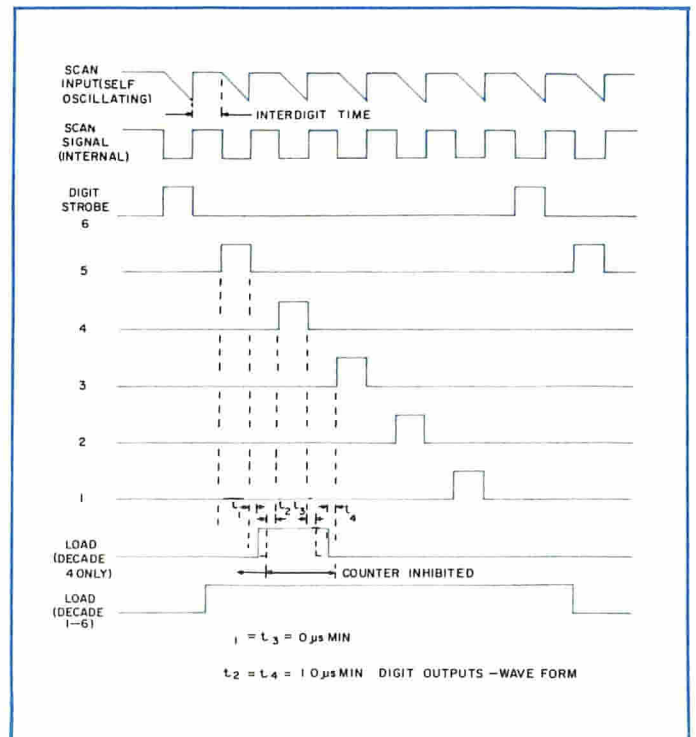 SCAN
INPUT(SELF
OSCILLATING)
INTERDIGIT TIME
SCAN
SIGNAL
(INTERNAL)
DIGIT
STROBE
6
5
4
3
2
1
t₁ t₂ t₃ t₄
LOAD
(DECADE
4 ONLY)
COUNTER INHIBITED
LOAD
(DECADE
1–6)
₁ = t₃ = 0 µs MIN
t₂ = t₄ = 1 0 µs MIN DIGIT OUTPUTS – WAVE FORM